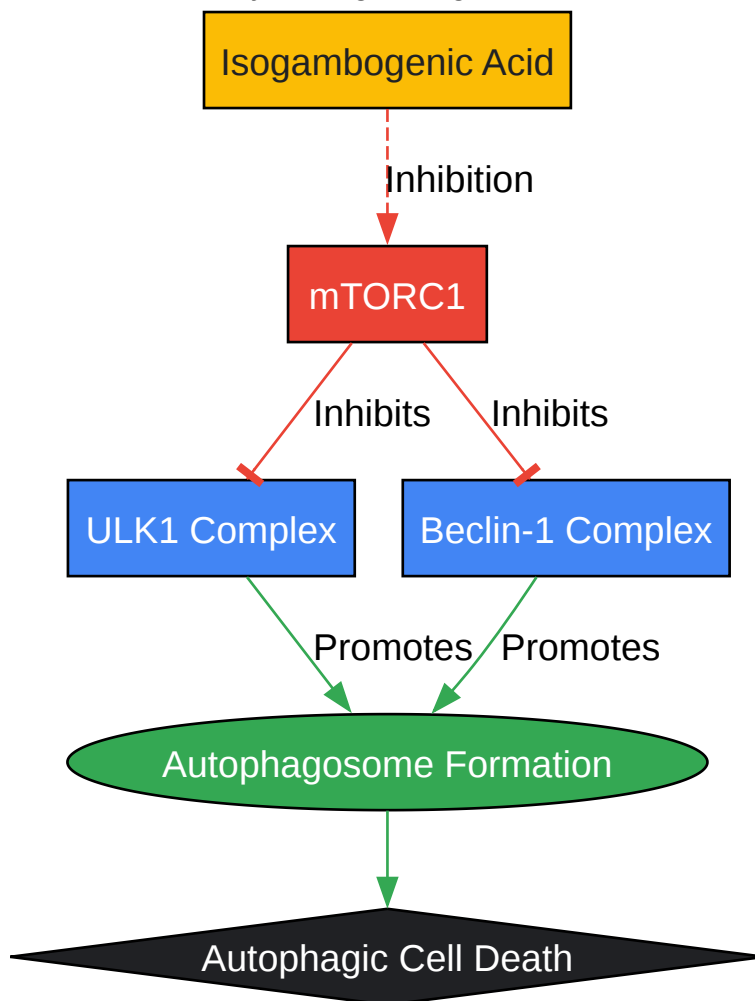 Isogambogenic Acid
Inhibition
mTORC1
Inhibits Inhibits
ULK1 Complex Beclin-1 Complex
Promotes Promotes
Autophagosome Formation
Autophagic Cell Death